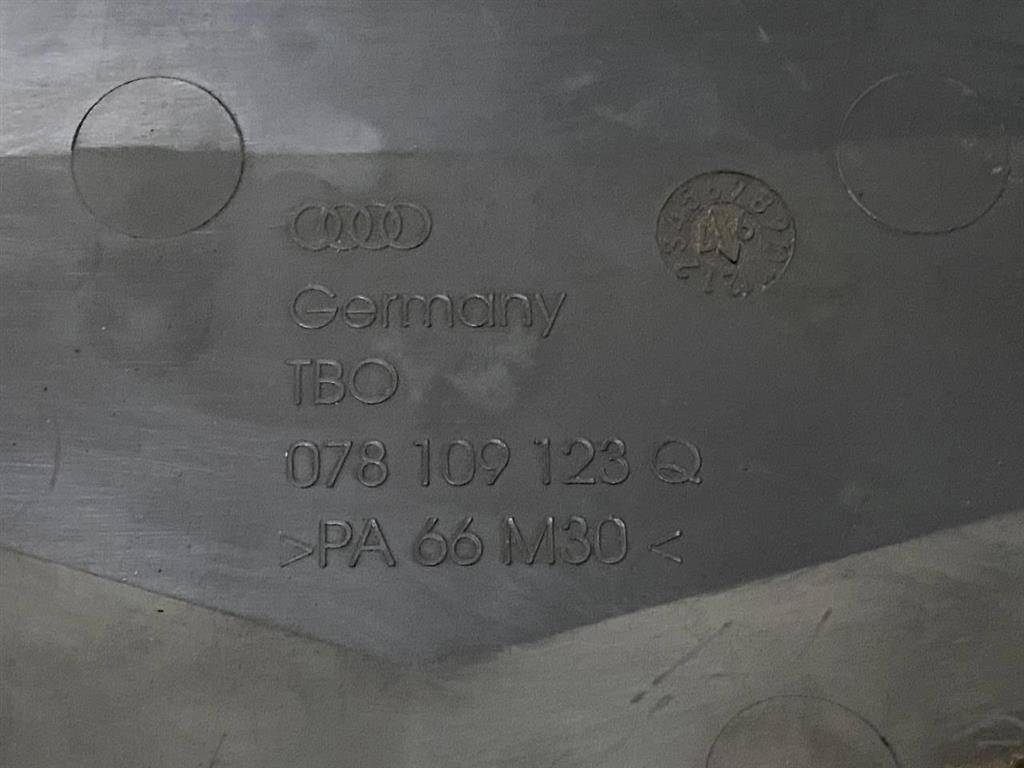 Germany
TBO
078 109 123 Q
>PA 66 M30<